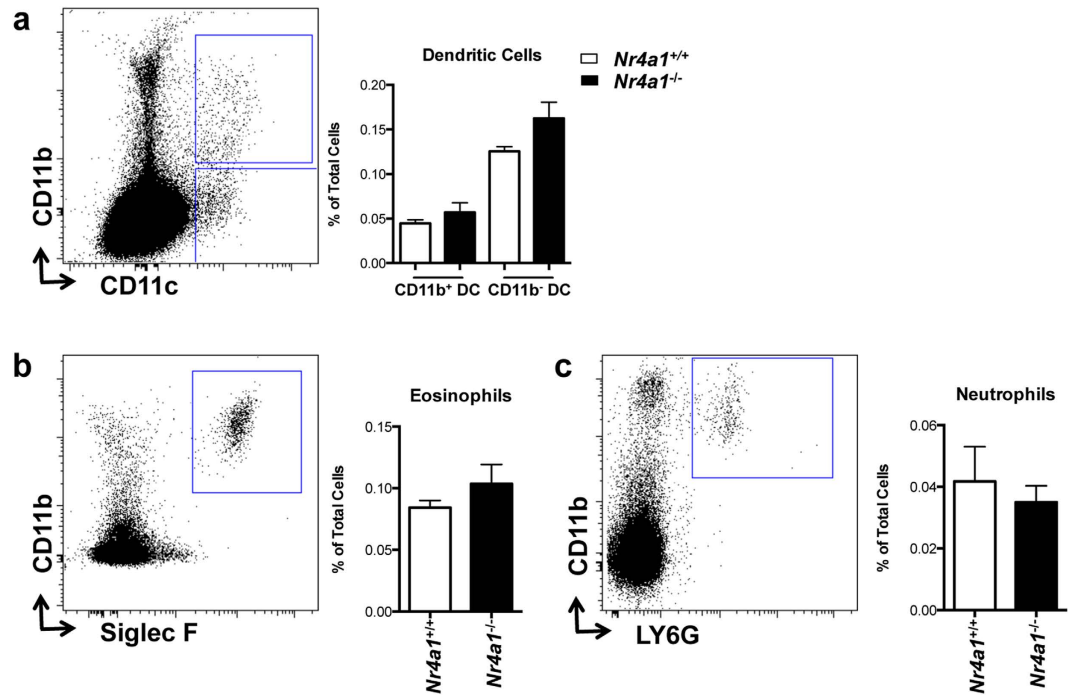 a
CD11b
CD11c
Dendritic Cells
Nr4a1+/+
Nr4a1-/-
% of Total Cells
0.20
0.15
0.10
0.05
0.00
CD11b+ DC CD11b- DC
b
CD11b
Siglec F
Eosinophils
% of Total Cells
0.15
0.10
0.05
0.00
Nr4a1+/+
Nr4a1-/-
c
CD11b
LY6G
Neutrophils
% of Total Cells
0.06
0.04
0.02
0.00
Nr4a1+/+
Nr4a1-/-